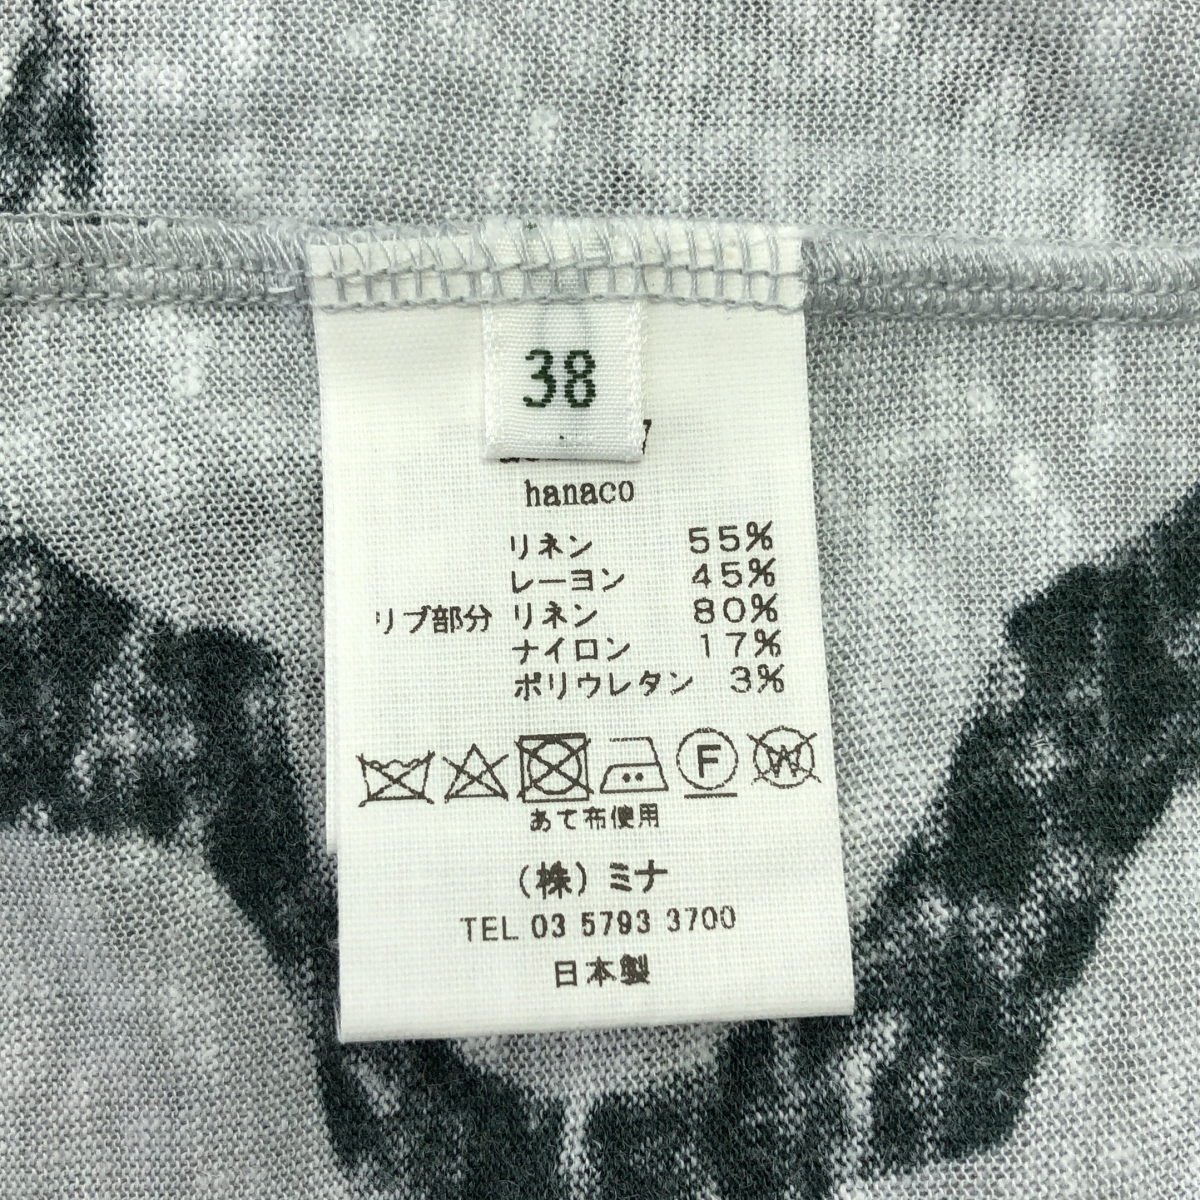 38
hanaco
リネン 55%
レーヨン 45%
リブ部分 リネン 80%
ナイロン 17%
ポリウレタン 3%
F W
あて布使用
(株)ミナ
TEL 03 5793 3700
日本製